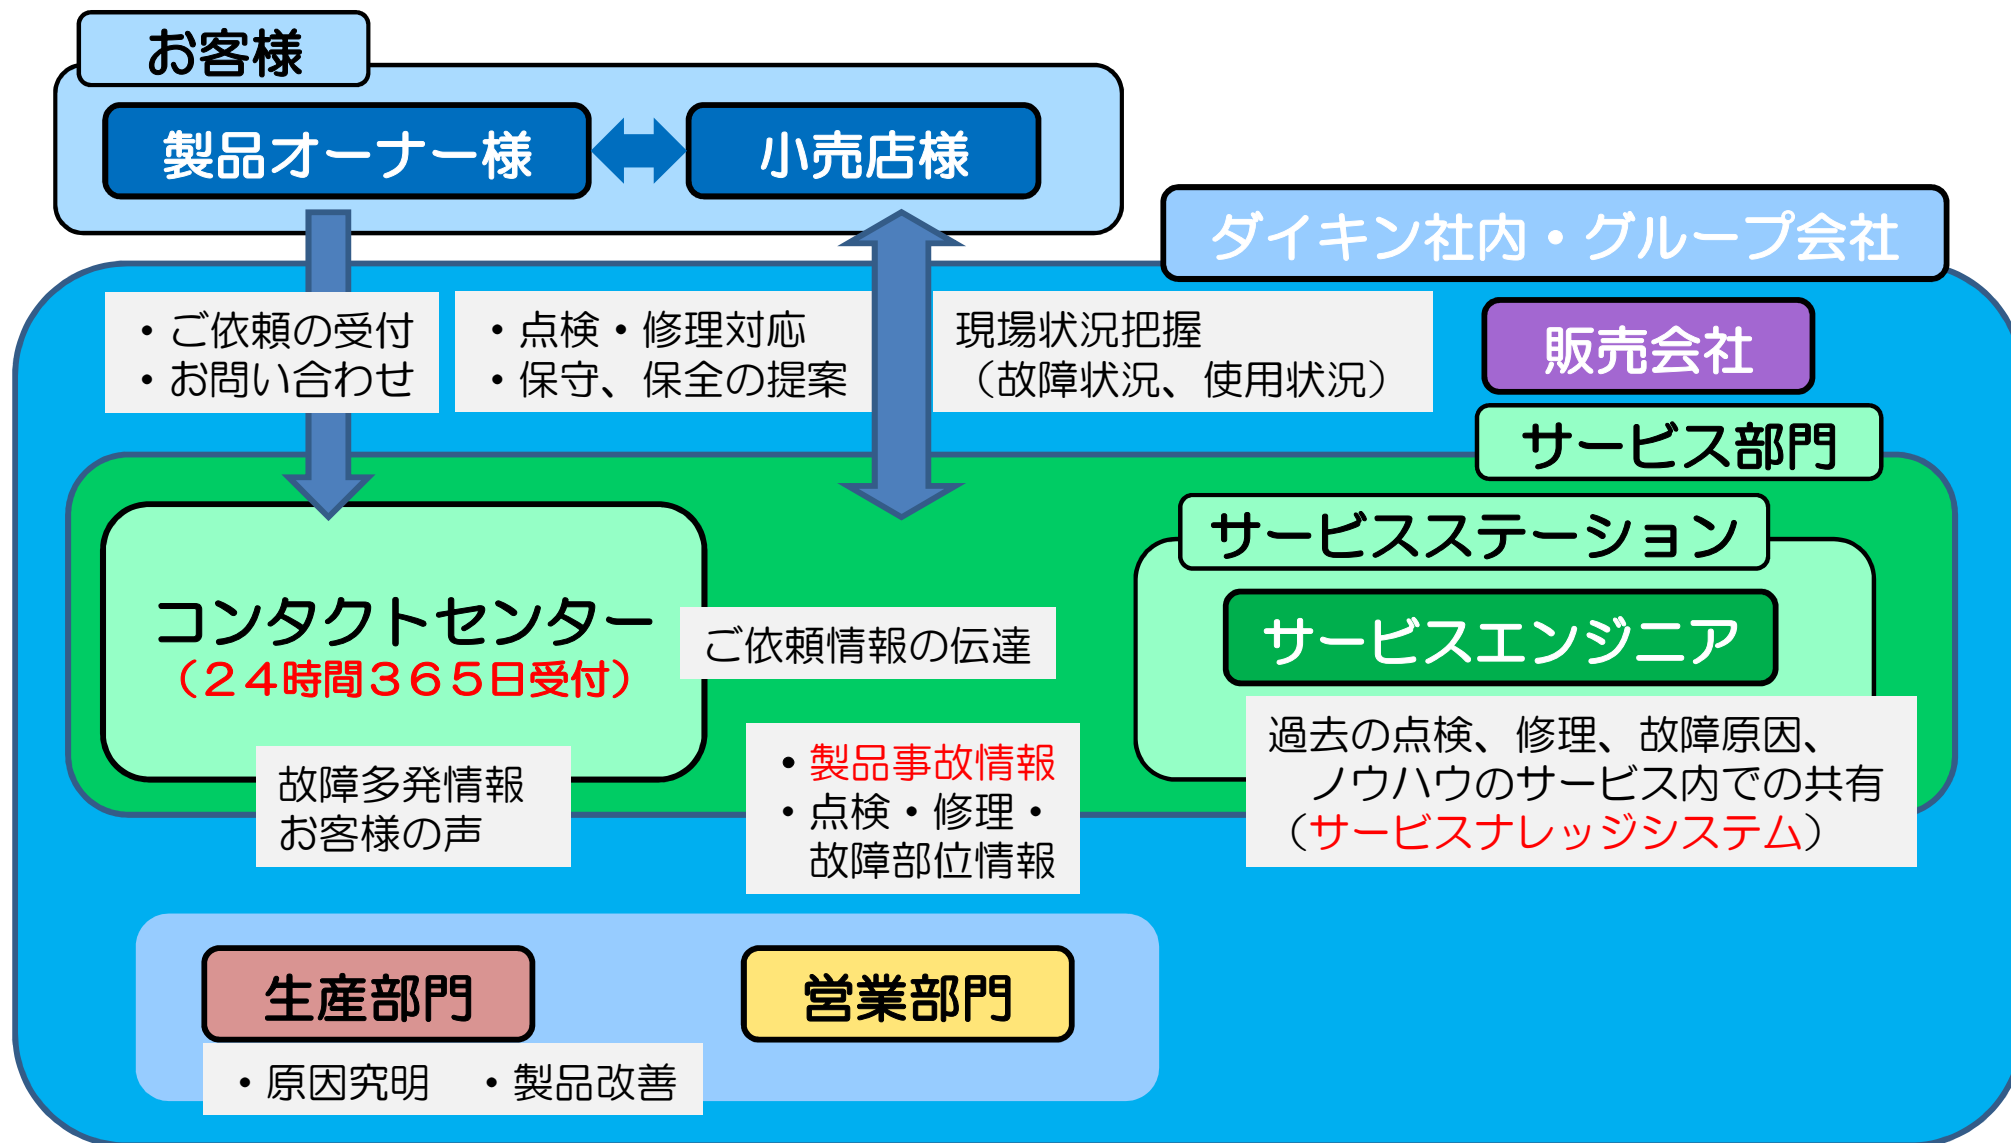 お客様
製品オーナー様
小売店様
ダイキン社内・グループ会社
・ご依頼の受付
・お問い合わせ
・点検・修理対応
・保守、保全の提案
現場状況把握
（故障状況、使用状況）
販売会社
サービス部門
サービスステーション
サービスエンジニア
コンタクトセンター
（２４時間３６５日受付）
ご依頼情報の伝達
故障多発情報
お客様の声
・製品事故情報
・点検・修理・
故障部位情報
過去の点検、修理、故障原因、
ノウハウのサービス内での共有
（サービスナレッジシステム）
生産部門
営業部門
・原因究明　・製品改善